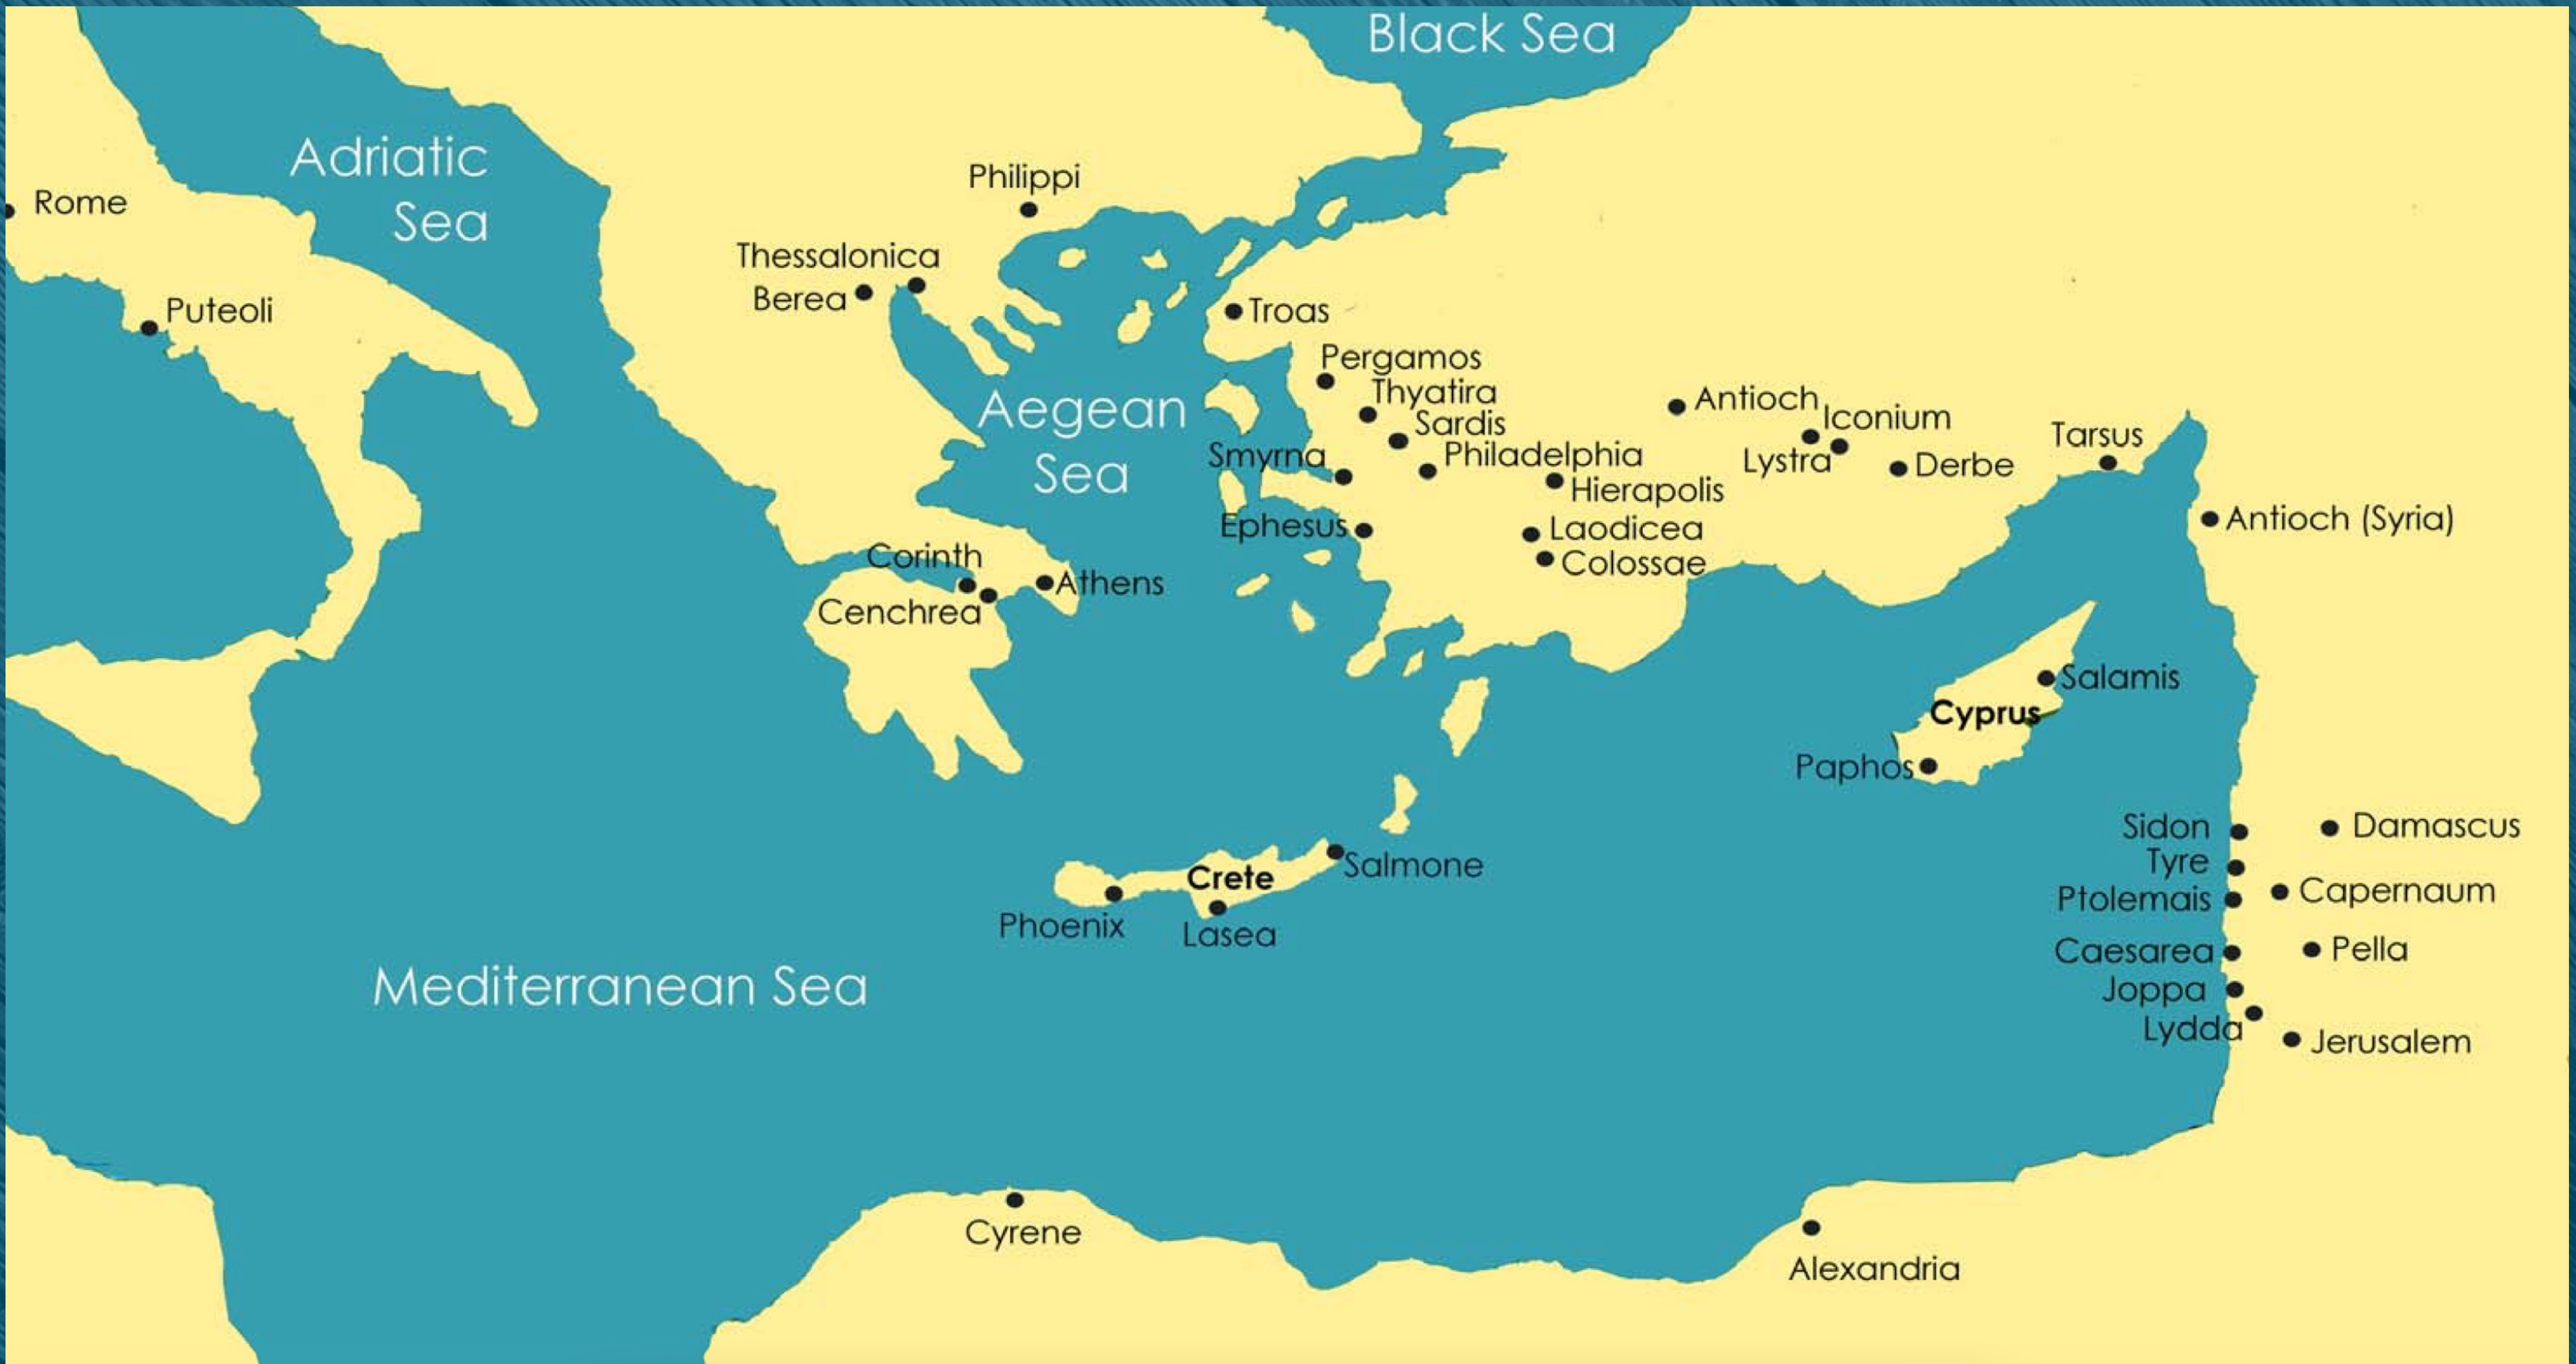 Black Sea
Adriatic
Sea
Rome
Philippi
Thessalonica
Berea
Puteoli
Troas
Pergamos
Thyatira
Sardis
Smyrna
Philadelphia
Hierapolis
Ephesus
Laodicea
Colossae
Aegean
Sea
Antioch
Iconium
Lystra
Derbe
Tarsus
Antioch (Syria)
Corinth
Cenchrea
Athens
Salamis
Cyprus
Paphos
Sidon
Damascus
Tyre
Ptolemais
Capernaum
Caesarea
Pella
Joppa
Lydda
Jerusalem
Crete
Salmone
Phoenix
Lasea
Mediterranean Sea
Cyrene
Alexandria